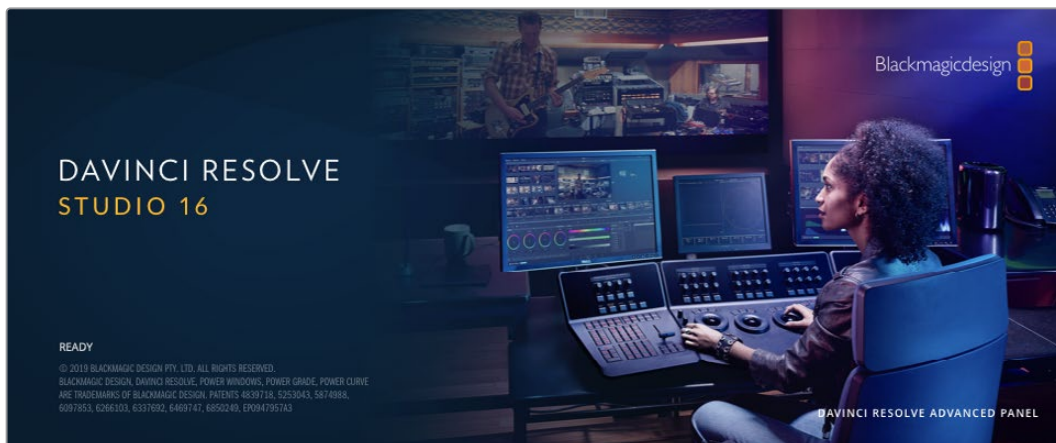 Blackmagicdesign
DAVINCI RESOLVE
STUDIO 16
READY
© 2019 BLACKMAGIC DESIGN PTY. LTD. ALL RIGHTS RESERVED.
BLACKMAGIC DESIGN, DAVINCI RESOLVE, POWER WINDOWS, POWER GRADE, POWER CURVE
ARE TRADEMARKS OF BLACKMAGIC DESIGN. PATENTS 4839718, 5253043, 5874988,
6097853, 6266103, 6337692, 6469747, 6850249, EP0947957A3
DAVINCI RESOLVE ADVANCED PANEL